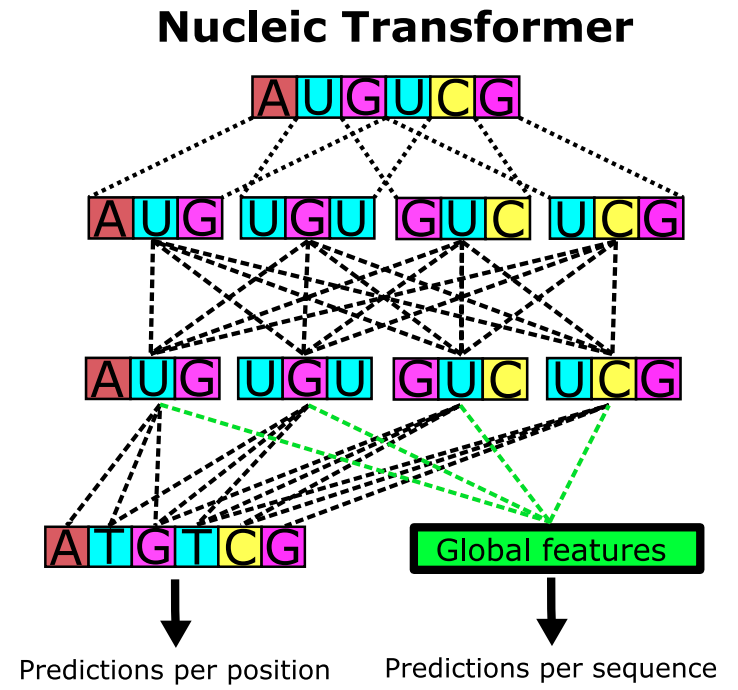 Nucleic Transformer
AUGUCG
AUG UGU GUC UCG
AUG UGU GUC UCG
ATGTCG Global features
Predictions per position Predictions per sequence